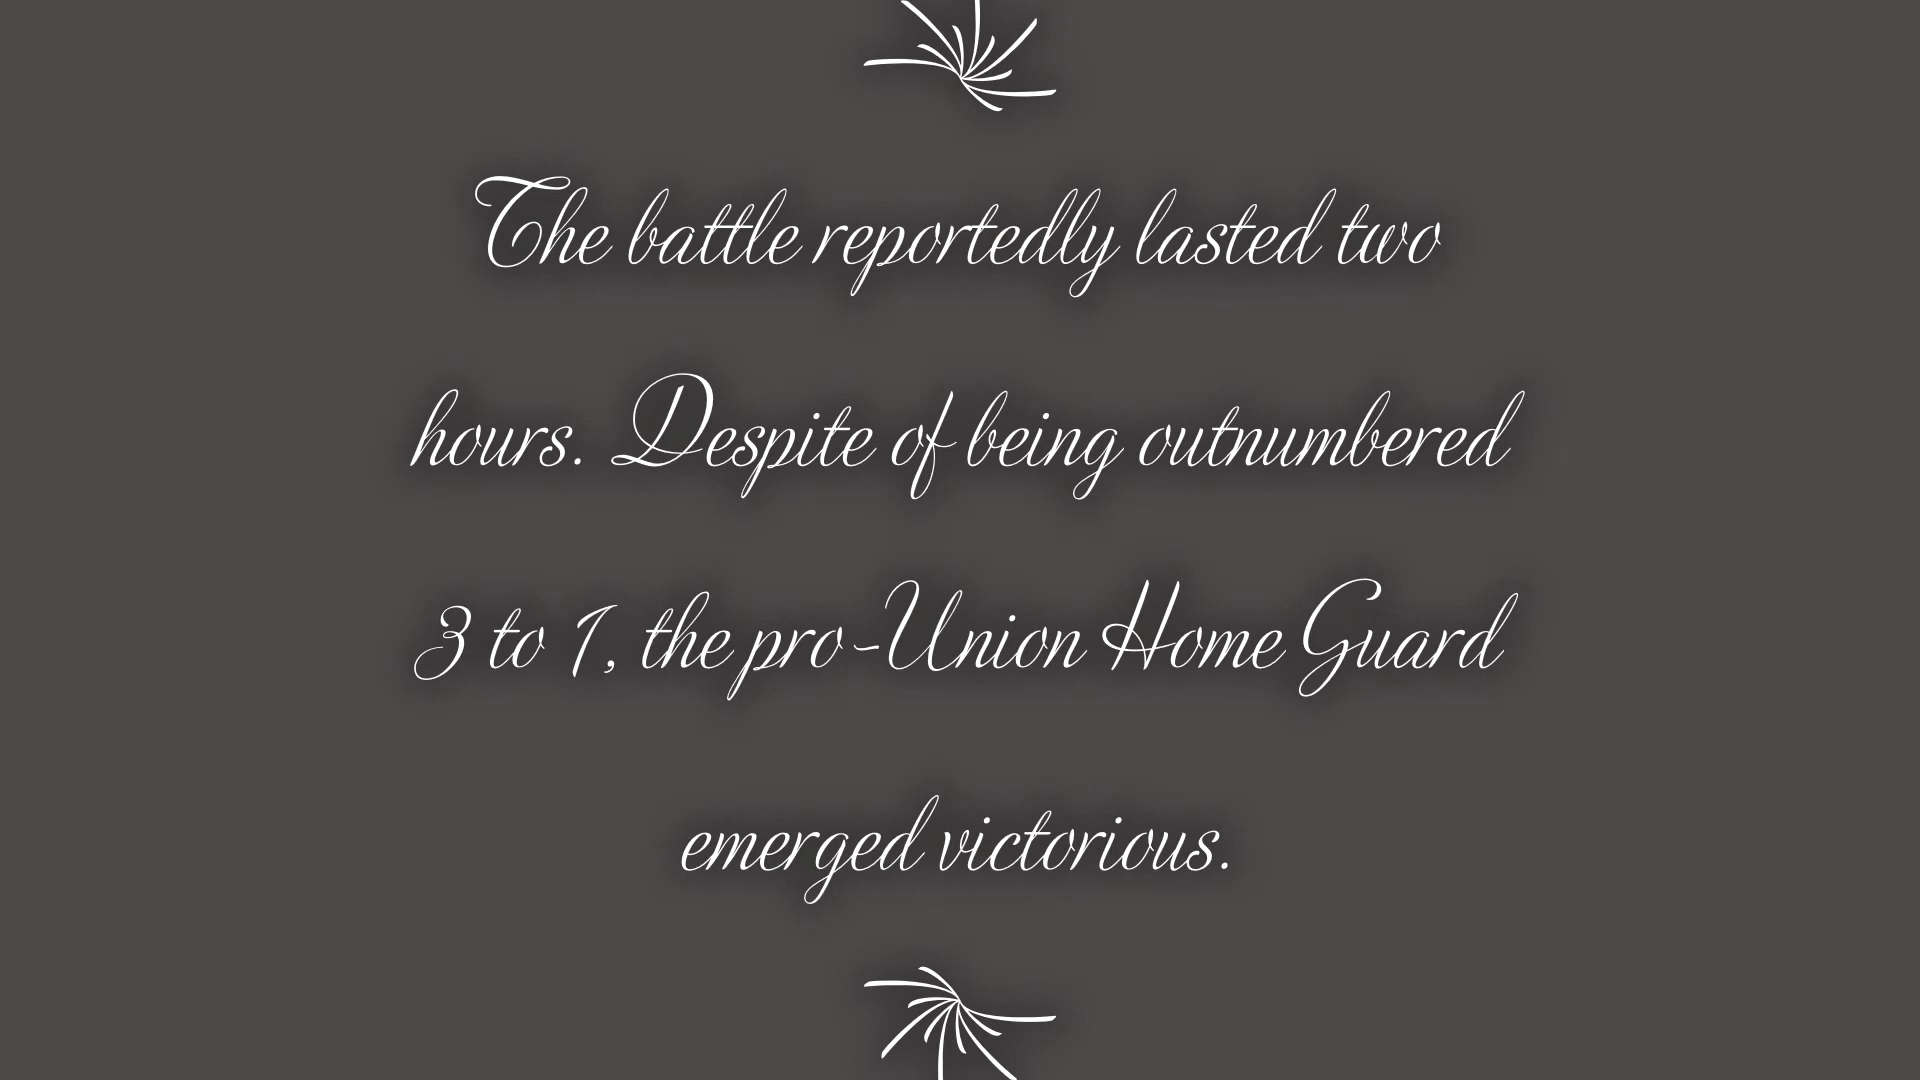 The battle reportedly lasted two
hours. Despite of being outnumbered
3 to 1, the pro-Union Home Guard
emerged victorious.